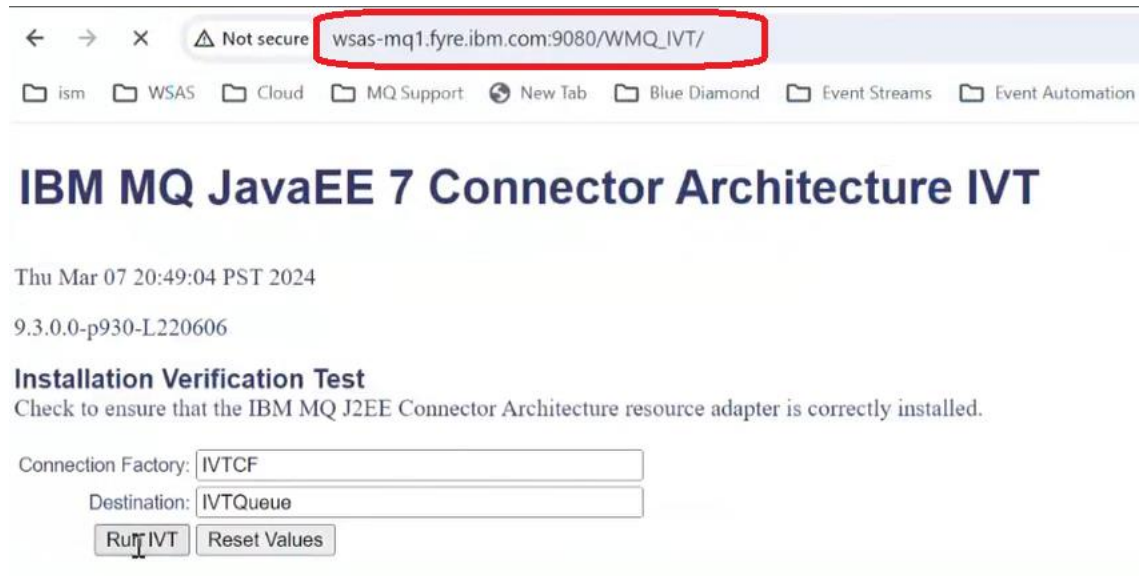 Not secure wsas-mq1.fyre.ibm.com:9080/WMQ_IVT/
ism WSAS Cloud MQ Support New Tab Blue Diamond Event Streams Event Automation
IBM MQ JavaEE 7 Connector Architecture IVT
Thu Mar 07 20:49:04 PST 2024
9.3.0.0-p930-L220606
Installation Verification Test
Check to ensure that the IBM MQ J2EE Connector Architecture resource adapter is correctly installed.
Connection Factory: IVTCF
Destination: IVTQueue
Run IVT Reset Values